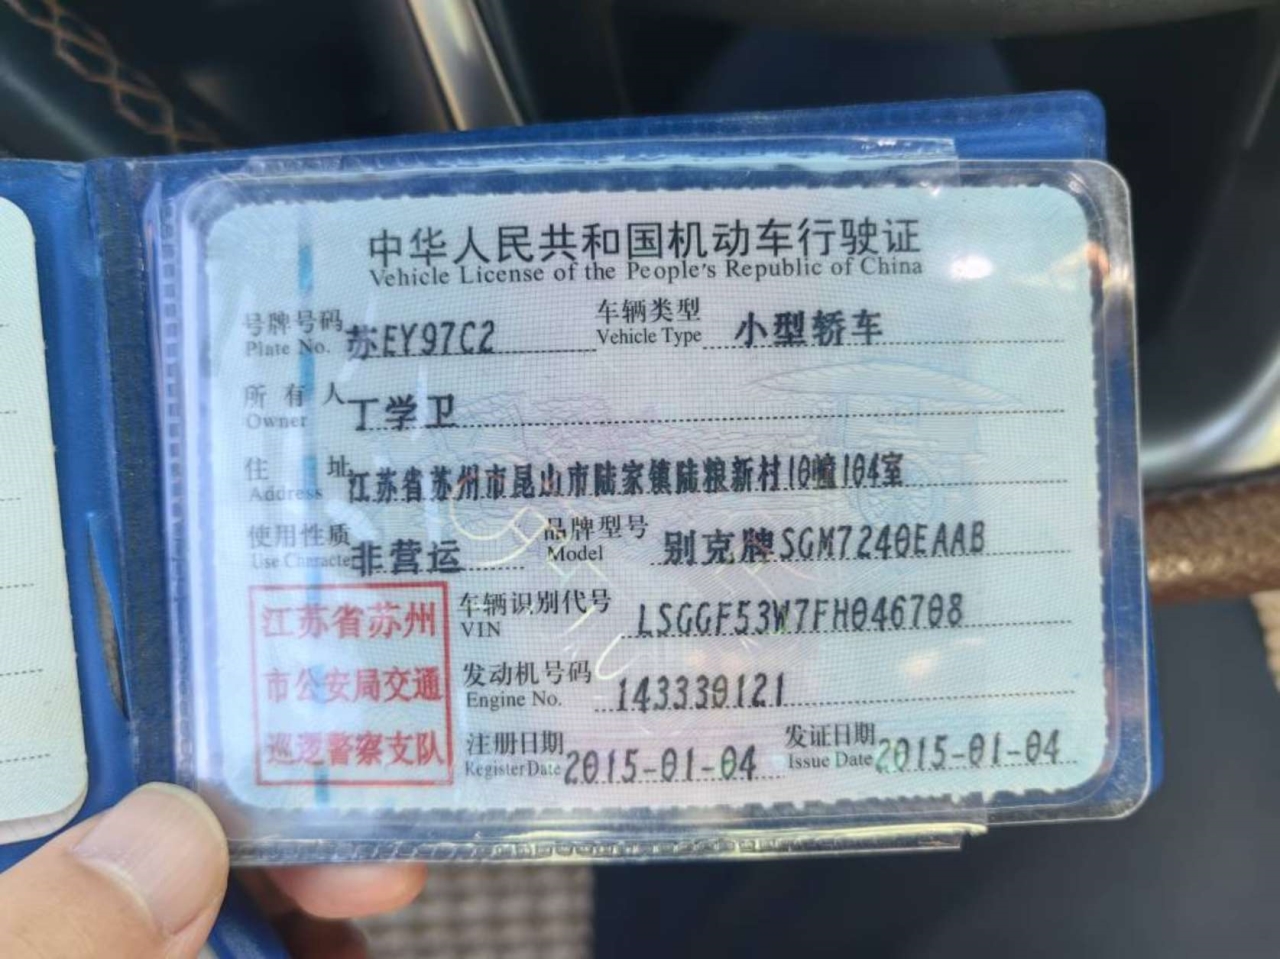 中华人民共和国机动车行驶证
Vehicle License of the People's Republic of China
号牌号码 苏EY97C2 车辆类型 小型轿车
Plate No. Vehicle Type
所有人 丁学卫
Owner
住址 江苏省苏州市昆山市陆家镇陆粮新村10幢104室
Address
使用性质 非营运 品牌型号 别克牌SGM7240EAAB
Use Character Model
江苏省苏州
市公安局交通
巡逻警察支队
车辆识别代号 LSGGF53W7FH046708
VIN
发动机号码 143330121
Engine No.
注册日期 2015-01-04 发证日期 2015-01-04
Register Date Issue Date